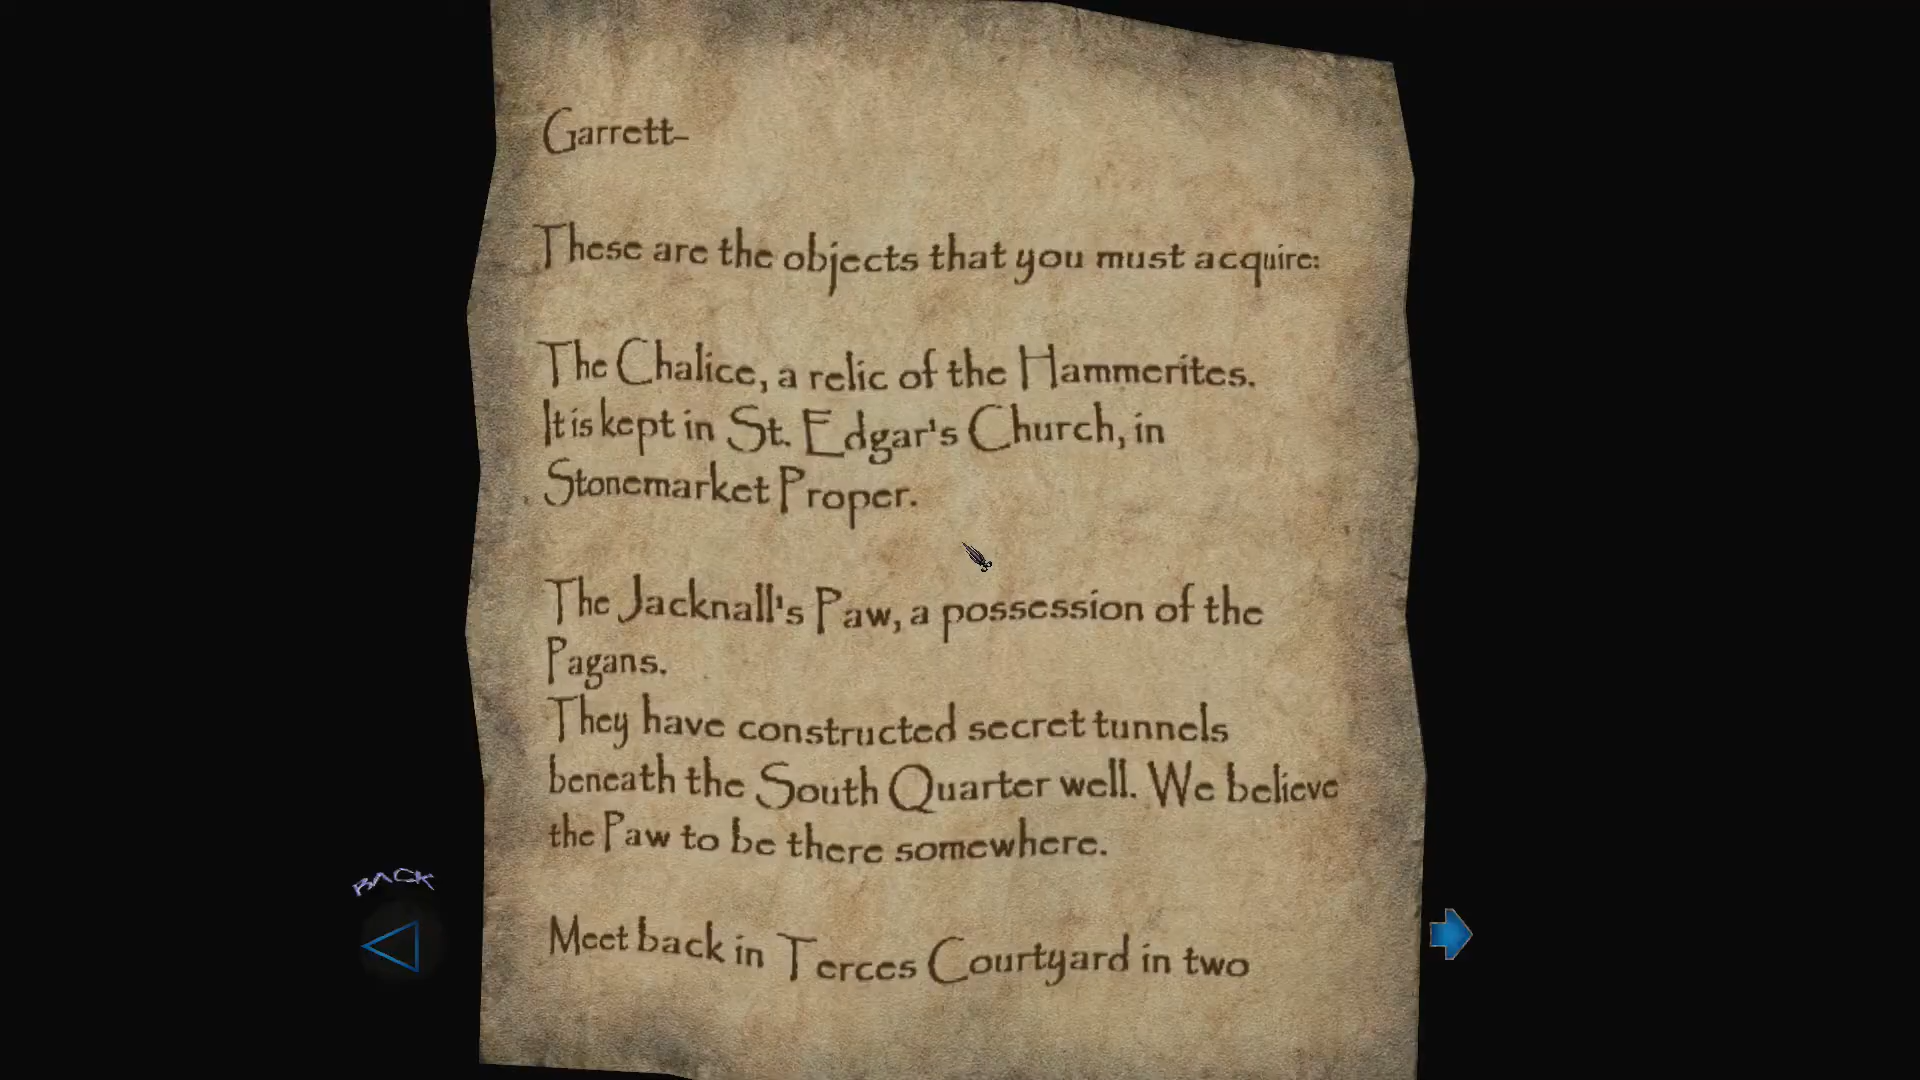 Garrett-
These are the objects that you must acquire:
The Chalice, a relic of the Hammerites.
It is kept in St. Edgar's Church, in
Stonemarket Proper.
The Jacknall's Paw, a possession of the
Pagans.
They have constructed secret tunnels
beneath the South Quarter well. We believe
the Paw to be there somewhere.
BACK
Meet back in Terces Courtyard in two